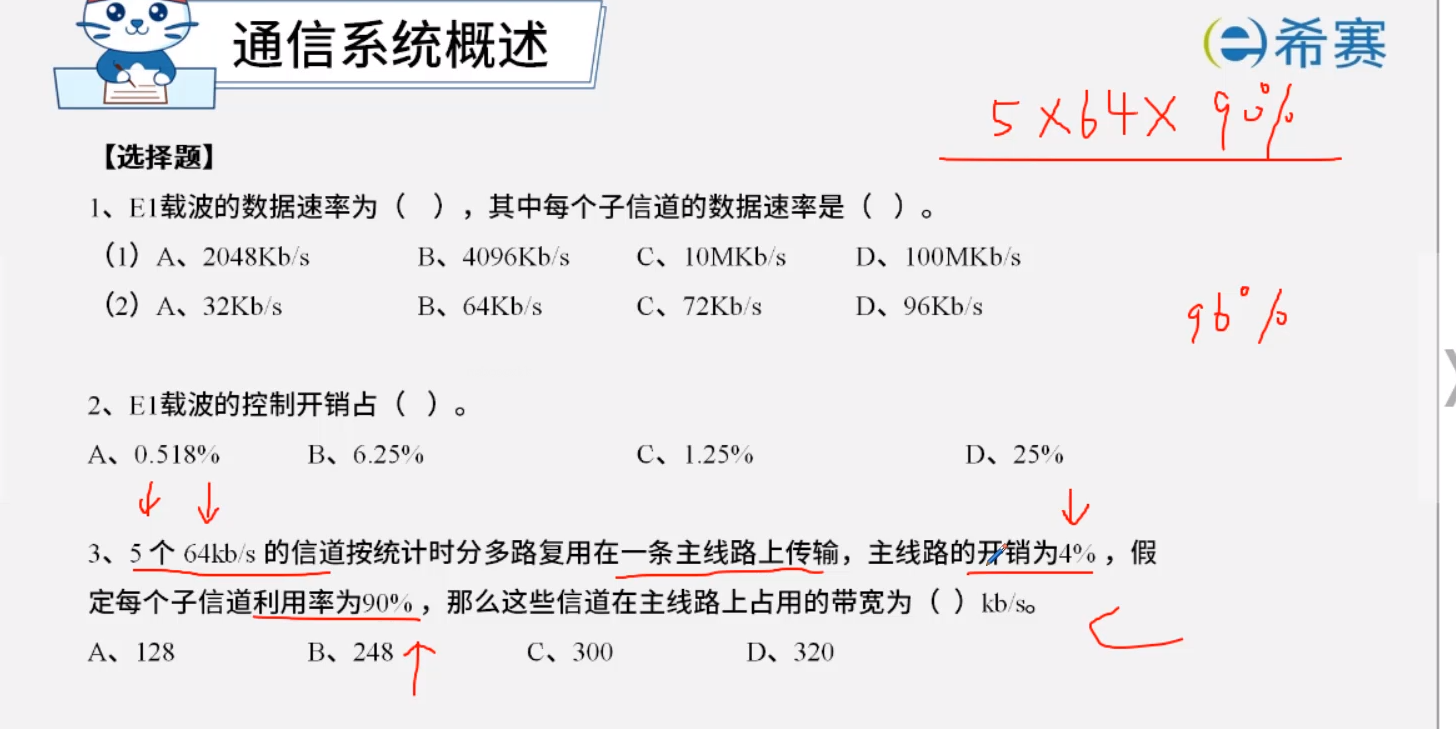 通信系统概述
希赛
5×64×90%
【选择题】
1、E1载波的数据速率为（ ），其中每个子信道的数据速率是（ ）。
（1）A、2048Kb/s B、4096Kb/s C、10MKb/s D、100MKb/s
（2）A、32Kb/s B、64Kb/s C、72Kb/s D、96Kb/s
96%
2、E1载波的控制开销占（ ）。
A、0.518% B、6.25% C、1.25% D、25%
3、5个 64kb/s 的信道按统计时分多路复用在一条主线路上传输，主线路的开销为4%，假
定每个子信道利用率为90%，那么这些信道在主线路上占用的带宽为（ ）kb/s。
A、128 B、248 C、300 D、320